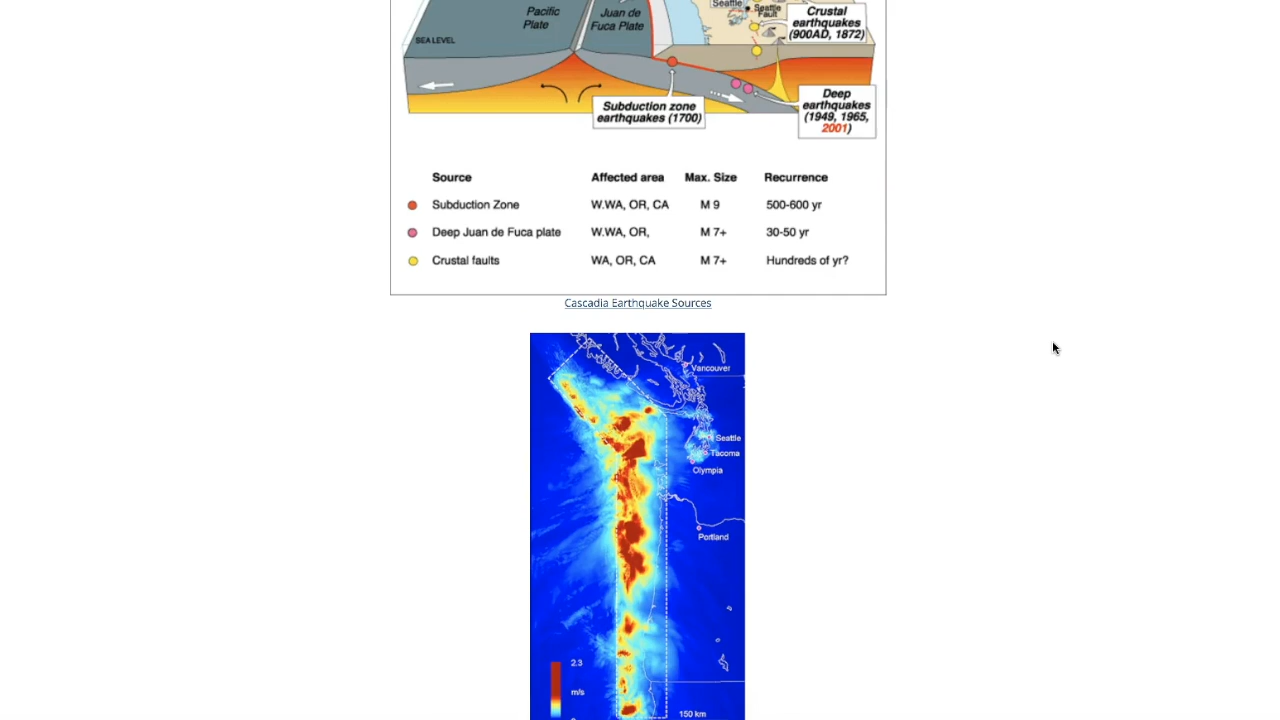 Pacific
Plate
Juan de
Fuca Plate
Seattle
Seattle
Fault
Crustal
earthquakes
(900AD, 1872)
SEA LEVEL
Subduction zone
earthquakes (1700)
Deep
earthquakes
(1949, 1965,
2001)
Source Affected area Max. Size Recurrence
Subduction Zone W.WA, OR, CA M 9 500-600 yr
Deep Juan de Fuca plate W.WA, OR, M 7+ 30-50 yr
Crustal faults WA, OR, CA M 7+ Hundreds of yr?
Cascadia Earthquake Sources
Vancouver
Seattle
Tacoma
Olympia
Portland
2.3
m/s
150 km